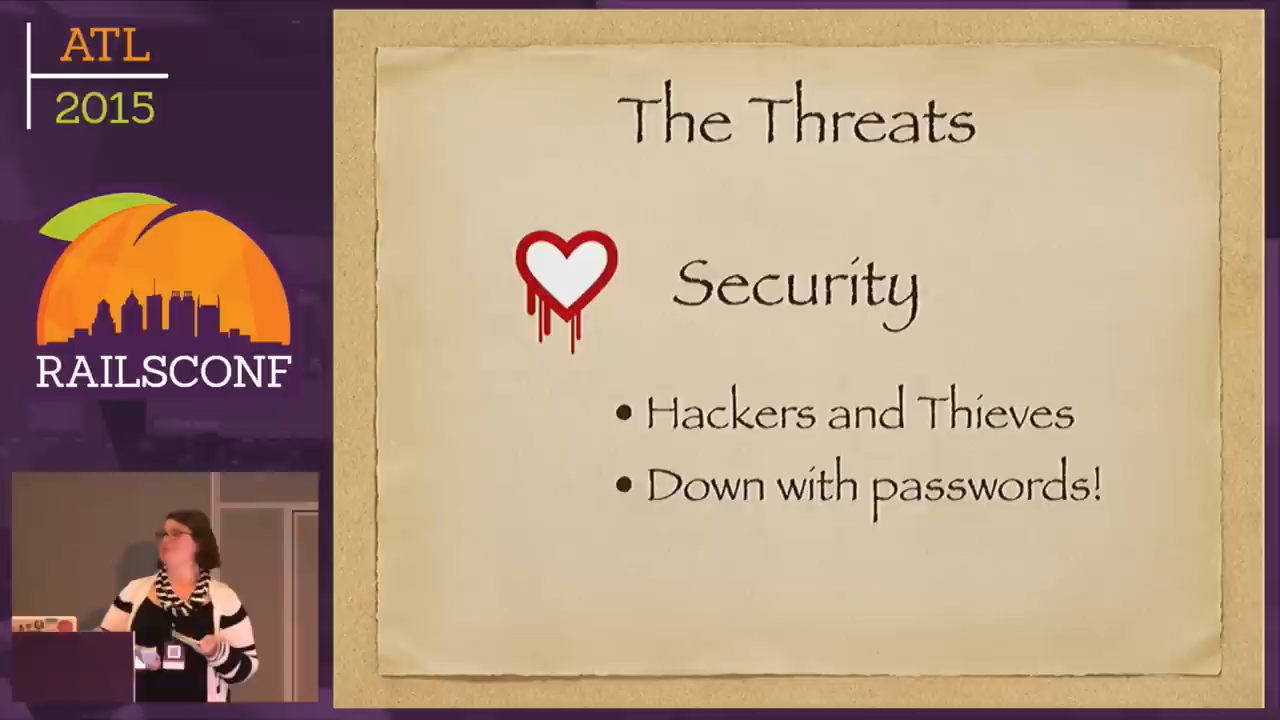 ATL
2015
RAILSCONF
The Threats
Security
• Hackers and Thieves
• Down with passwords!